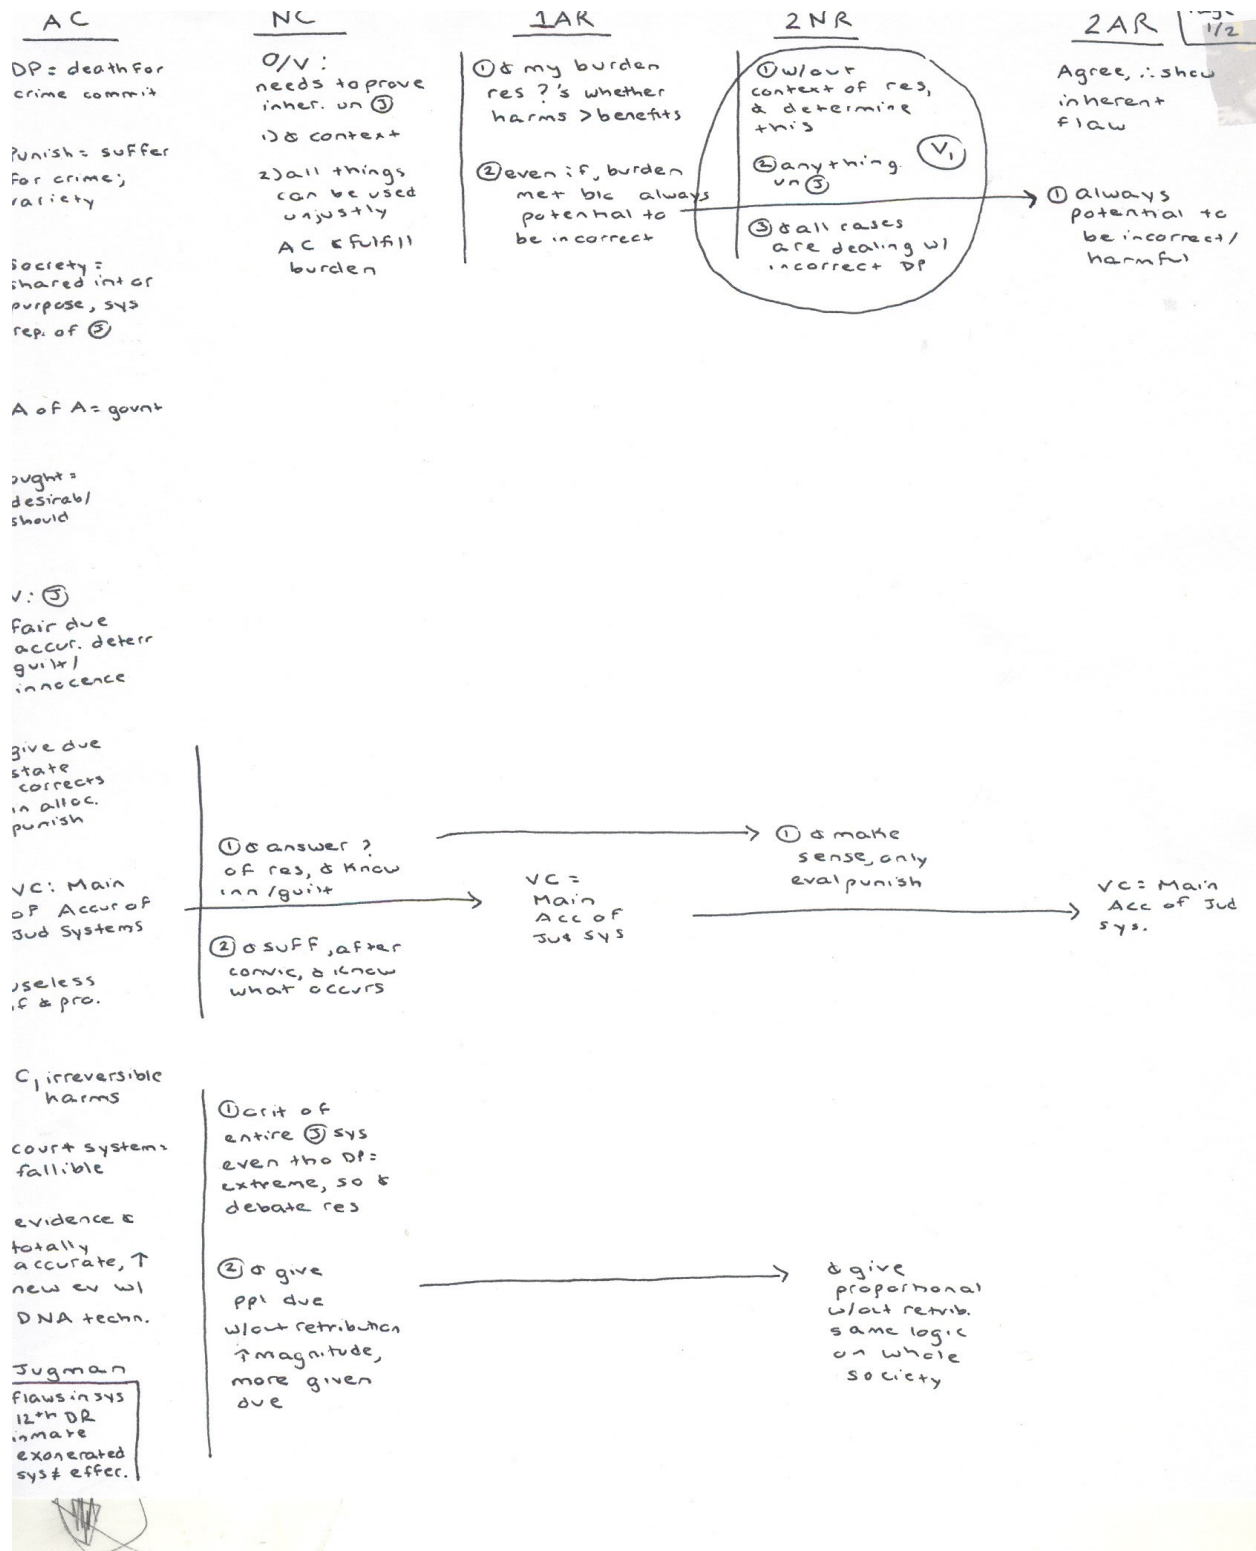 AC
DP = death for
crime commit
Punish = suffer
for crime;
variety
Society =
shared int or
purpose, sys
rep. of Ⓙ
A of A = govnt
ought =
desirab/
should
V: Ⓙ
fair due
accur. deterr
guilt/
innocence
give due
state
corrects
in alloc.
punish
VC: Main
of Accur of
Jud Systems
useless
if & pro.
C1 irreversible
harms
court system =
fallible
evidence &
totally
accurate, ↑
new ev w/
DNA techn.
Jugman
flaws in sys
12th DR
inmate
exonerated
sys ≠ effer.
NC
O/V:
needs to prove
inher. un Ⓙ
1) & context
2) all things
can be used
unjustly
AC & fulfill
burden
① & answer ?
of res, & know
inn/guilt
② & suff, after
convic, & know
what occurs
① crit of
entire Ⓙ sys
even tho DP =
extreme, so &
debate res
② & give
ppl due
w/out retribution
↑ magnitude,
more given
due
1AR
① & my burden
res ?'s whether
harms > benefits
② even if, burden
met b/c always
potential to
be incorrect
VC =
Main
Acc of
Jud Sys
2NR
① w/out
context of res,
& determine
this
② anything
un Ⓙ
V1
③ & all cases
are dealing w/
incorrect DP
① & make
sense, only
eval punish
& give
proportional
w/out retrib.
same logic
on whole
society
2AR
1/2
Agree, ∴ show
inherent
flaw
① always
potential to
be incorrect/
harmful
VC = Main
Acc of Jud
sys.